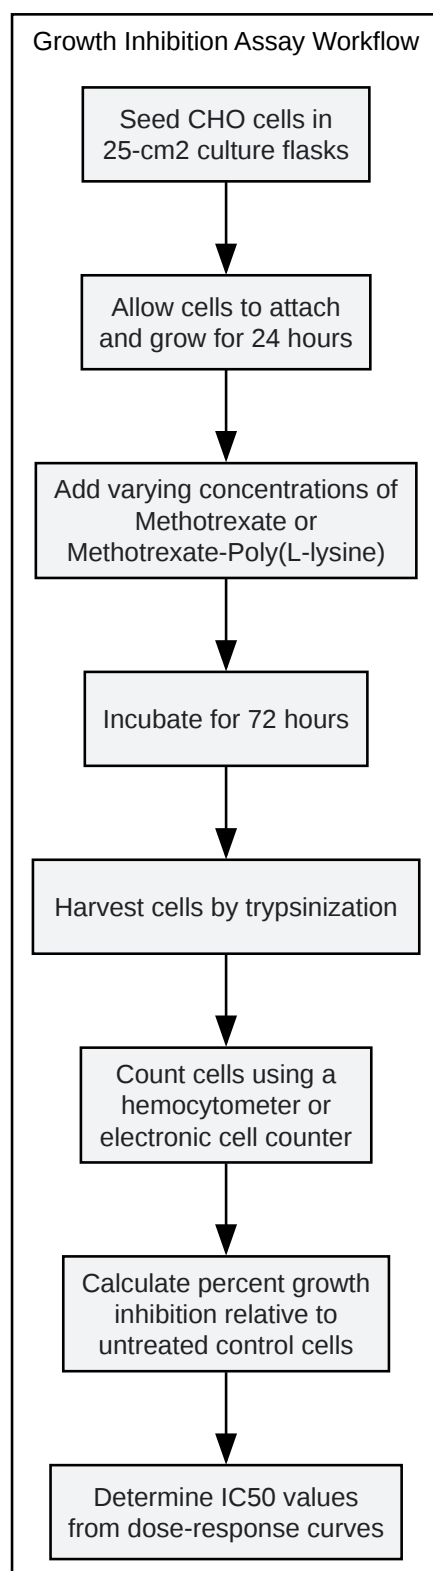 Growth Inhibition Assay Workflow
Seed CHO cells in
25-cm2 culture flasks
Allow cells to attach
and grow for 24 hours
Add varying concentrations of
Methotrexate or
Methotrexate-Poly(L-lysine)
Incubate for 72 hours
Harvest cells by trypsinization
Count cells using a
hemocytometer or
electronic cell counter
Calculate percent growth
inhibition relative to
untreated control cells
Determine IC50 values
from dose-response curves